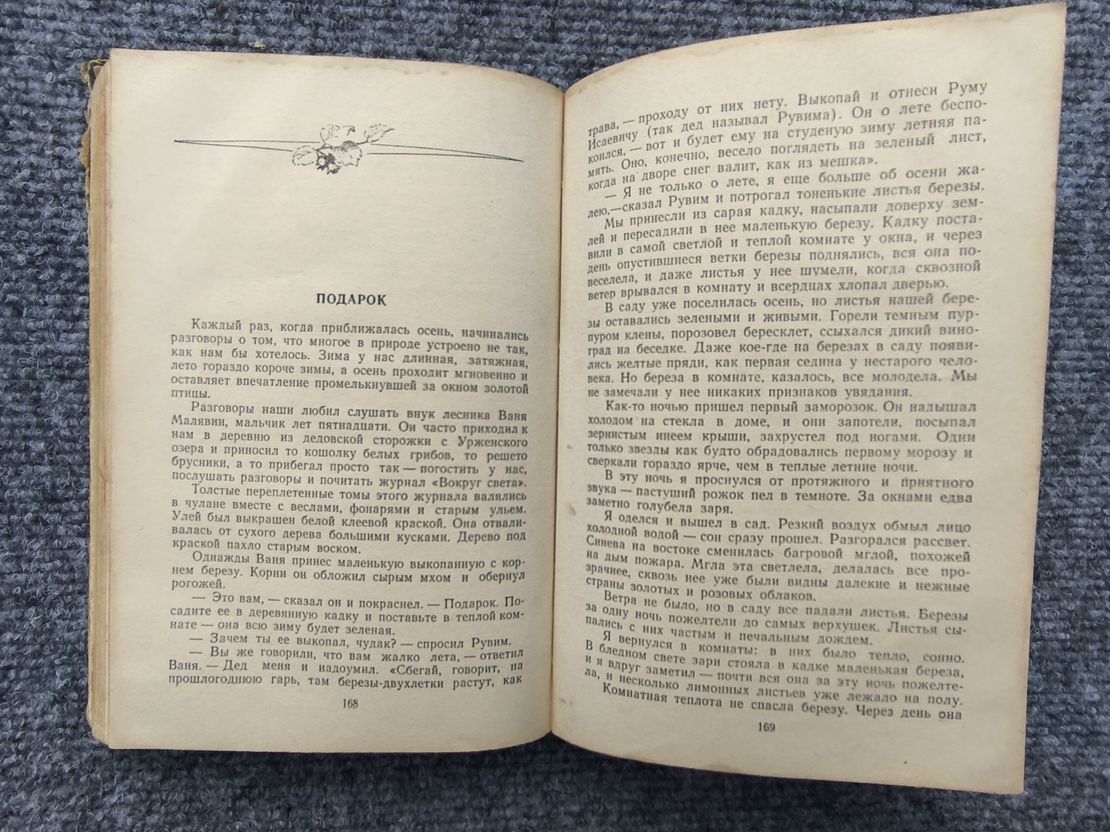 ПОДАРОК
Каждый раз, когда приближалась осень, начинались
разговоры о том, что многое в природе устроено не так,
как нам бы хотелось. Зима у нас длинная, затяжная,
лето гораздо короче зимы, а осень проходит мгновенно и
оставляет впечатление промелькнувшей за окном золотой
птицы.
Разговоры наши любил слушать внук лесника Ваня
Малявин, мальчик лет пятнадцати. Он часто приходил к
нам в деревню из дедовской сторожки с Урженского
озера и приносил то кошолку белых грибов, то решето
брусники, а то прибегал просто так — погостить у нас,
послушать разговоры и почитать журнал «Вокруг света».
Толстые переплетенные томы этого журнала валялись
в чулане вместе с веслами, фонарями и старым ульем.
Улей был выкрашен белой клеевой краской. Она отвали-
валась от сухого дерева большими кусками. Дерево под
краской пахло старым воском.
Однажды Ваня принес маленькую выкопанную с кор-
нем березу. Корни он обложил сырым мхом и обернул
рогожей.
— Это вам, — сказал он и покраснел. — Подарок. По-
садите ее в деревянную кадку и поставьте в теплой ком-
нате — она всю зиму будет зеленая.
— Зачем ты ее выкопал, чудак? — спросил Рувим.
— Вы же говорили, что вам жалко лета, — ответил
Ваня. — Дед меня и надоумил. «Сбегай, говорит, на
прошлогоднюю гарь, там березы-двухлетки растут, как
168
трава, — проходу от них нету. Выкопай и отнеси Руму
Исаевичу (так дед называл Рувима). Он о лете беспо-
коился, — вот и будет ему на студеную зиму летняя па-
мять. Оно, конечно, весело поглядеть на зеленый лист,
когда на дворе снег валит, как из мешка».
— Я не только о лете, я еще больше об осени жа-
лею,—сказал Рувим и потрогал тоненькие листья березы.
Мы принесли из сарая кадку, насыпали доверху зем-
лей и пересадили в нее маленькую березу. Кадку поста-
вили в самой светлой и теплой комнате у окна, и через
день опустившиеся ветки березы поднялись, вся она по-
веселела, и даже листья у нее шумели, когда сквозной
ветер врывался в комнату и всердцах хлопал дверью.
В саду уже поселилась осень, но листья нашей бере-
зы оставались зелеными и живыми. Горели темным пур-
пуром клены, порозовел бересклет, ссыхался дикий вино-
град на беседке. Даже кое-где на березах в саду появи-
лись желтые пряди, как первая седина у нестарого чело-
века. Но береза в комнате, казалось, все молодела. Мы
не замечали у нее никаких признаков увядания.
Как-то ночью пришел первый заморозок. Он надышал
холодом на стекла в доме, и они запотели, посыпал
зернистым инеем крыши, захрустел под ногами. Одни
только звезды как будто обрадовались первому морозу и
сверкали гораздо ярче, чем в теплые летние ночи.
В эту ночь я проснулся от протяжного и приятного
звука — пастуший рожок пел в темноте. За окнами едва
заметно голубела заря.
Я оделся и вышел в сад. Резкий воздух обмыл лицо
холодной водой — сон сразу прошел. Разгорался рассвет.
Синева на востоке сменилась багровой мглой, похожей
на дым пожара. Мгла эта светлела, делалась все про-
зрачнее, сквозь нее уже были видны далекие и нежные
страны золотых и розовых облаков.
Ветра не было, но в саду все падали листья. Березы
за одну ночь пожелтели до самых верхушек. Листья сы-
пались с них частым и печальным дождем.
Я вернулся в комнаты: в них было тепло, сонно.
В бледном свете зари стояла в кадке маленькая береза,
и я вдруг заметил — почти вся она за эту ночь пожелте-
ла, и несколько лимонных листьев уже лежало на полу.
Комнатная теплота не спасла березу. Через день она
169